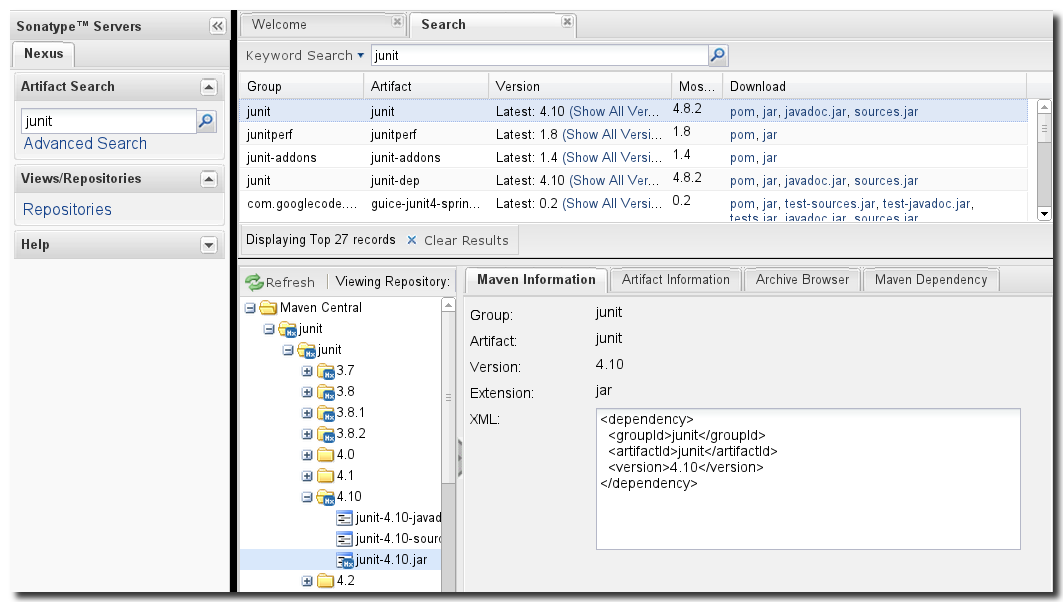 Sonatype™ Servers
Nexus
Artifact Search
junit
Advanced Search
Views/Repositories
Repositories
Help
Welcome
Search
Keyword Search junit
Group Artifact Version Mos... Download
junit junit Latest: 4.10 (Show All Ver... 4.8.2 pom, jar, javadoc.jar, sources.jar
junitperf junitperf Latest: 1.8 (Show All Versi... 1.8 pom, jar
junit-addons junit-addons Latest: 1.4 (Show All Versi... 1.4 pom, jar
junit junit-dep Latest: 4.10 (Show All Ver... 4.8.2 pom, jar, javadoc.jar, sources.jar
com.googlecode.... guice-junit4-sprin... Latest: 0.2 (Show All Versi... 0.2 pom, jar, test-sources.jar, test-javadoc.jar,
tests.jar, javadoc.jar, sources.jar
Displaying Top 27 records Clear Results
Refresh Viewing Repository:
Maven Central
junit
junit
3.7
3.8
3.8.1
3.8.2
4.0
4.1
4.10
junit-4.10-javad
junit-4.10-sourc
junit-4.10.jar
4.2
Maven Information Artifact Information Archive Browser Maven Dependency
Group: junit
Artifact: junit
Version: 4.10
Extension: jar
XML:
<dependency>
<groupId>junit</groupId>
<artifactId>junit</artifactId>
<version>4.10</version>
</dependency>